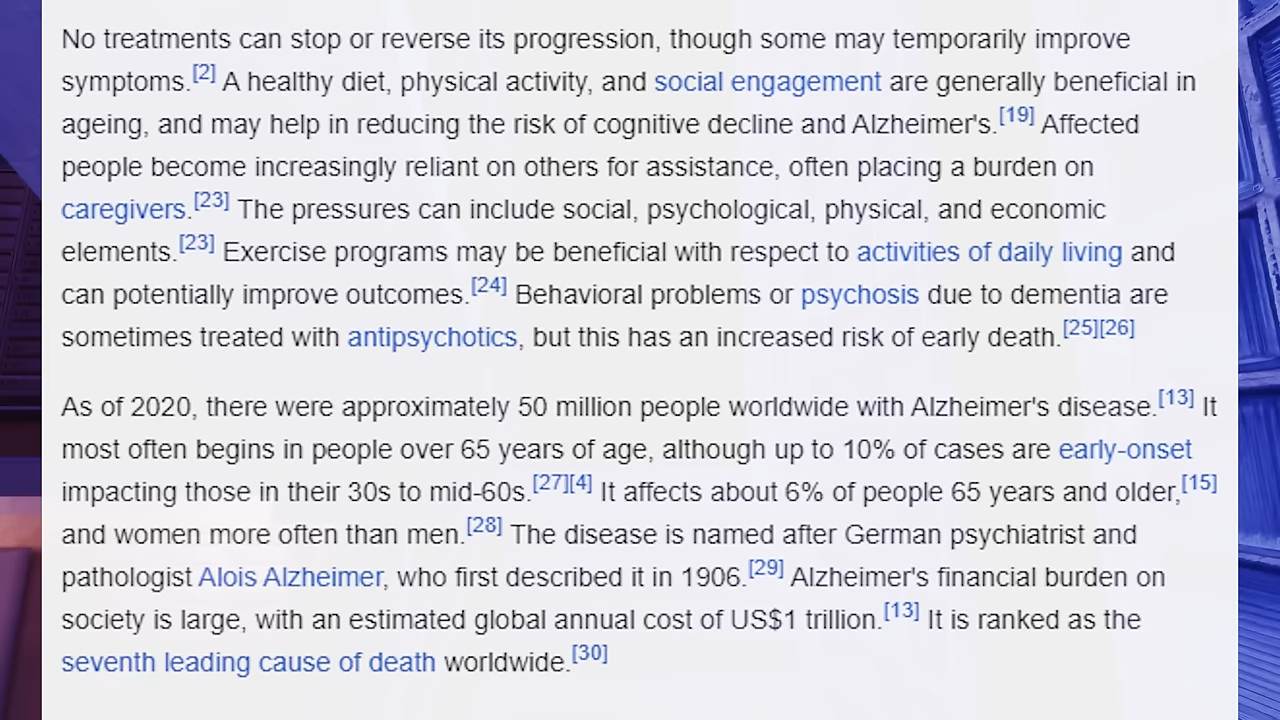 No treatments can stop or reverse its progression, though some may temporarily improve
symptoms.[2] A healthy diet, physical activity, and social engagement are generally beneficial in
ageing, and may help in reducing the risk of cognitive decline and Alzheimer's.[19] Affected
people become increasingly reliant on others for assistance, often placing a burden on
caregivers.[23] The pressures can include social, psychological, physical, and economic
elements.[23] Exercise programs may be beneficial with respect to activities of daily living and
can potentially improve outcomes.[24] Behavioral problems or psychosis due to dementia are
sometimes treated with antipsychotics, but this has an increased risk of early death.[25][26]
As of 2020, there were approximately 50 million people worldwide with Alzheimer's disease.[13] It
most often begins in people over 65 years of age, although up to 10% of cases are early-onset
impacting those in their 30s to mid-60s.[27][4] It affects about 6% of people 65 years and older,[15]
and women more often than men.[28] The disease is named after German psychiatrist and
pathologist Alois Alzheimer, who first described it in 1906.[29] Alzheimer's financial burden on
society is large, with an estimated global annual cost of US$1 trillion.[13] It is ranked as the
seventh leading cause of death worldwide.[30]